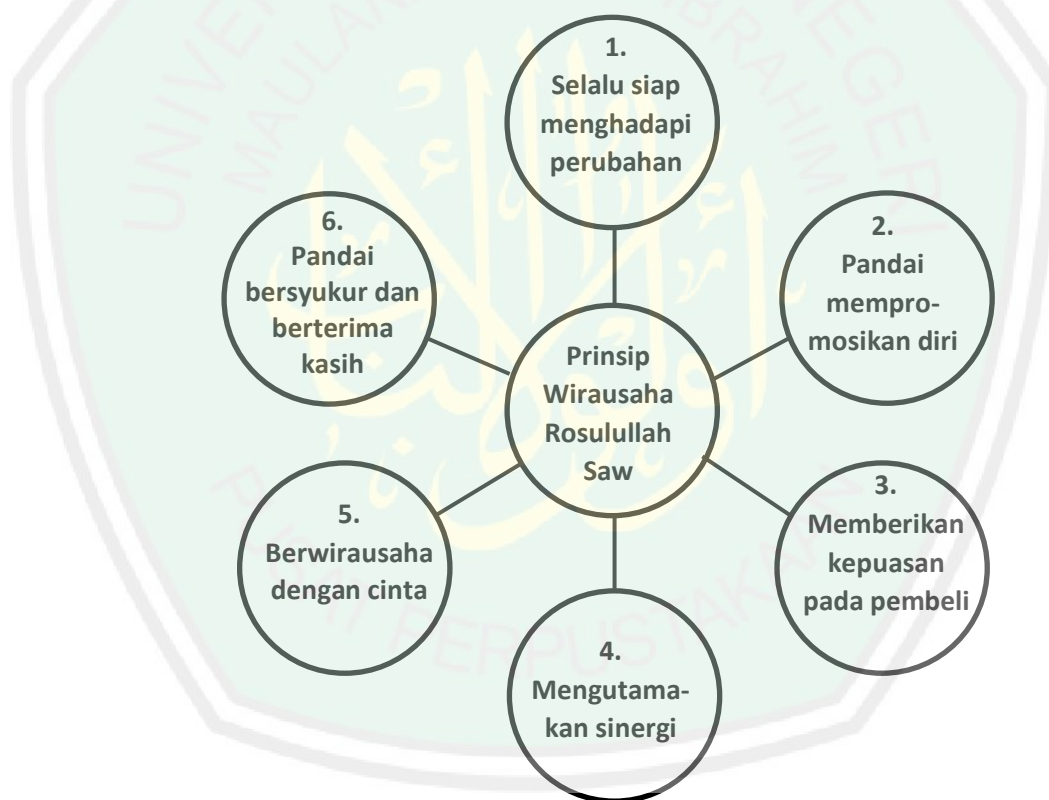 1.
Selalu siap
menghadapi
perubahan
2.
Pandai
mempro-
mosikan diri
3.
Memberikan
kepuasan
pada pembeli
4.
Mengutama-
kan sinergi
5.
Berwirausaha
dengan cinta
6.
Pandai
bersyukur dan
berterima
kasih
Prinsip
Wirausaha
Rosulullah
Saw